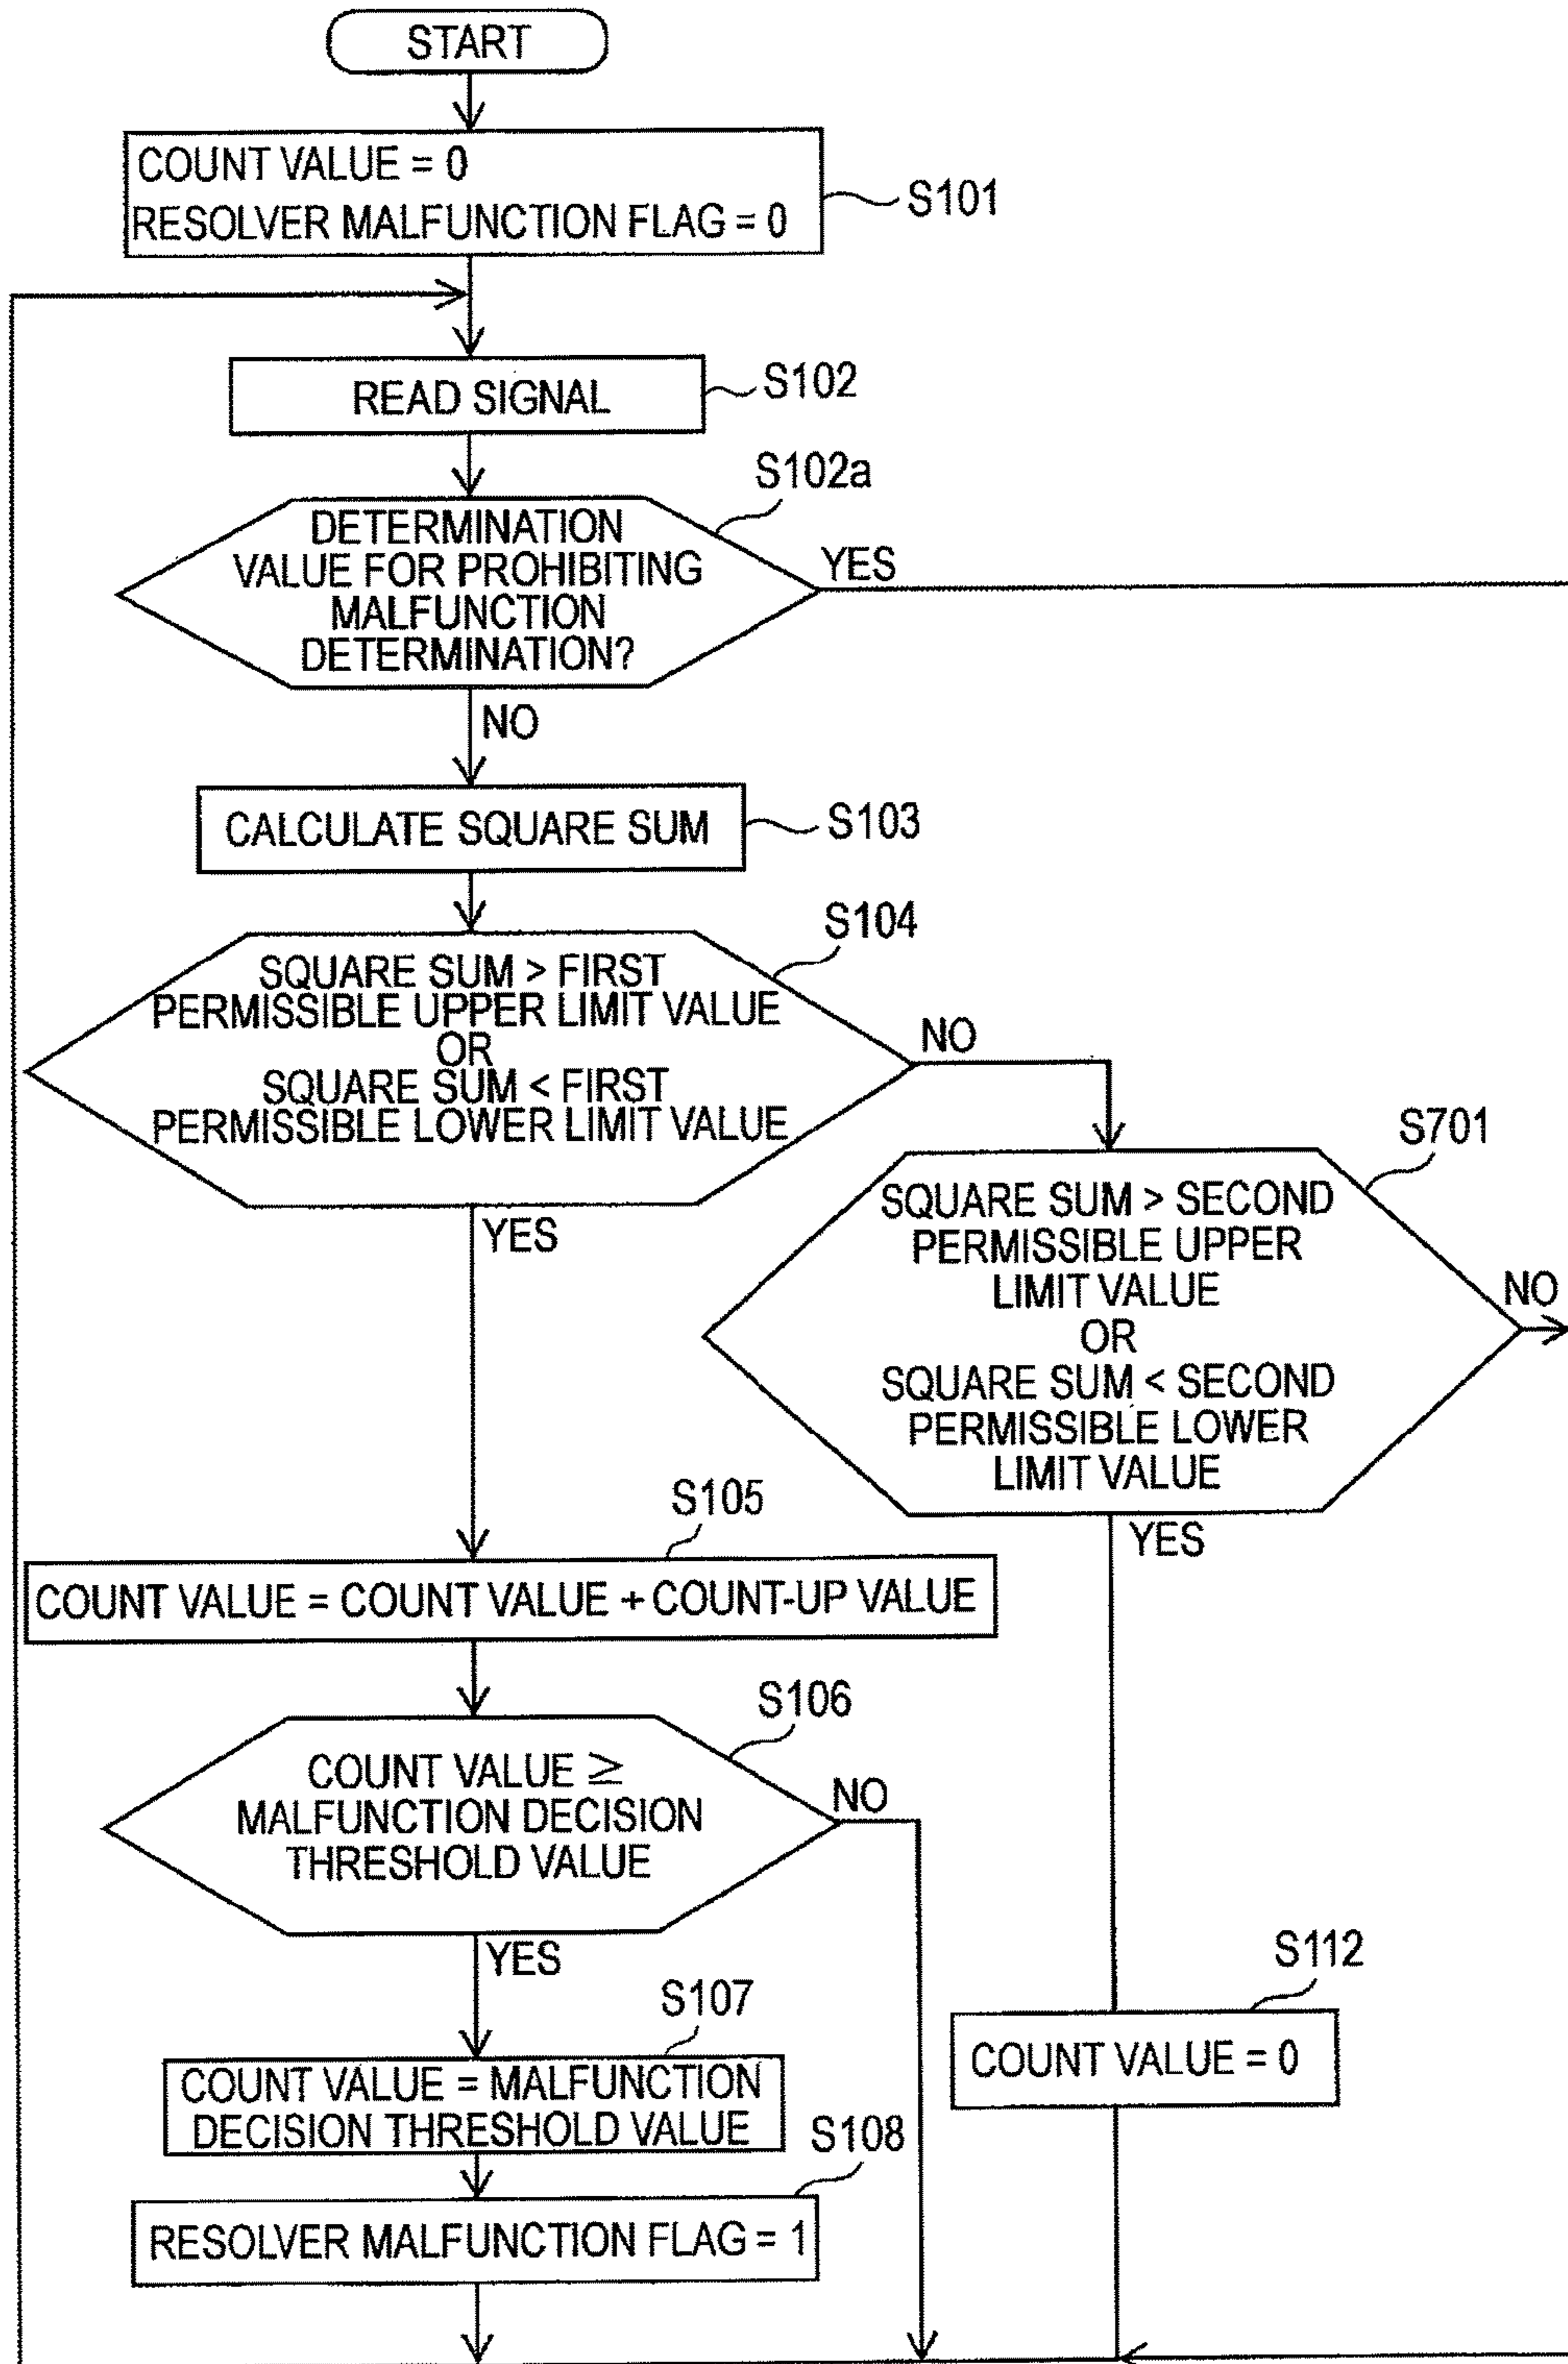 START
COUNT VALUE = 0
RESOLVER MALFUNCTION FLAG = 0
S101
READ SIGNAL
S102
S102a
DETERMINATION
VALUE FOR PROHIBITING
MALFUNCTION
DETERMINATION?
YES
NO
CALCULATE SQUARE SUM
S103
S104
SQUARE SUM > FIRST
PERMISSIBLE UPPER LIMIT VALUE
OR
SQUARE SUM < FIRST
PERMISSIBLE LOWER LIMIT VALUE
NO
YES
S701
SQUARE SUM > SECOND
PERMISSIBLE UPPER
LIMIT VALUE
OR
SQUARE SUM < SECOND
PERMISSIBLE LOWER
LIMIT VALUE
NO
YES
S105
COUNT VALUE = COUNT VALUE + COUNT-UP VALUE
S106
COUNT VALUE ≥
MALFUNCTION DECISION
THRESHOLD VALUE
NO
YES
S112
COUNT VALUE = 0
S107
COUNT VALUE = MALFUNCTION
DECISION THRESHOLD VALUE
S108
RESOLVER MALFUNCTION FLAG = 1